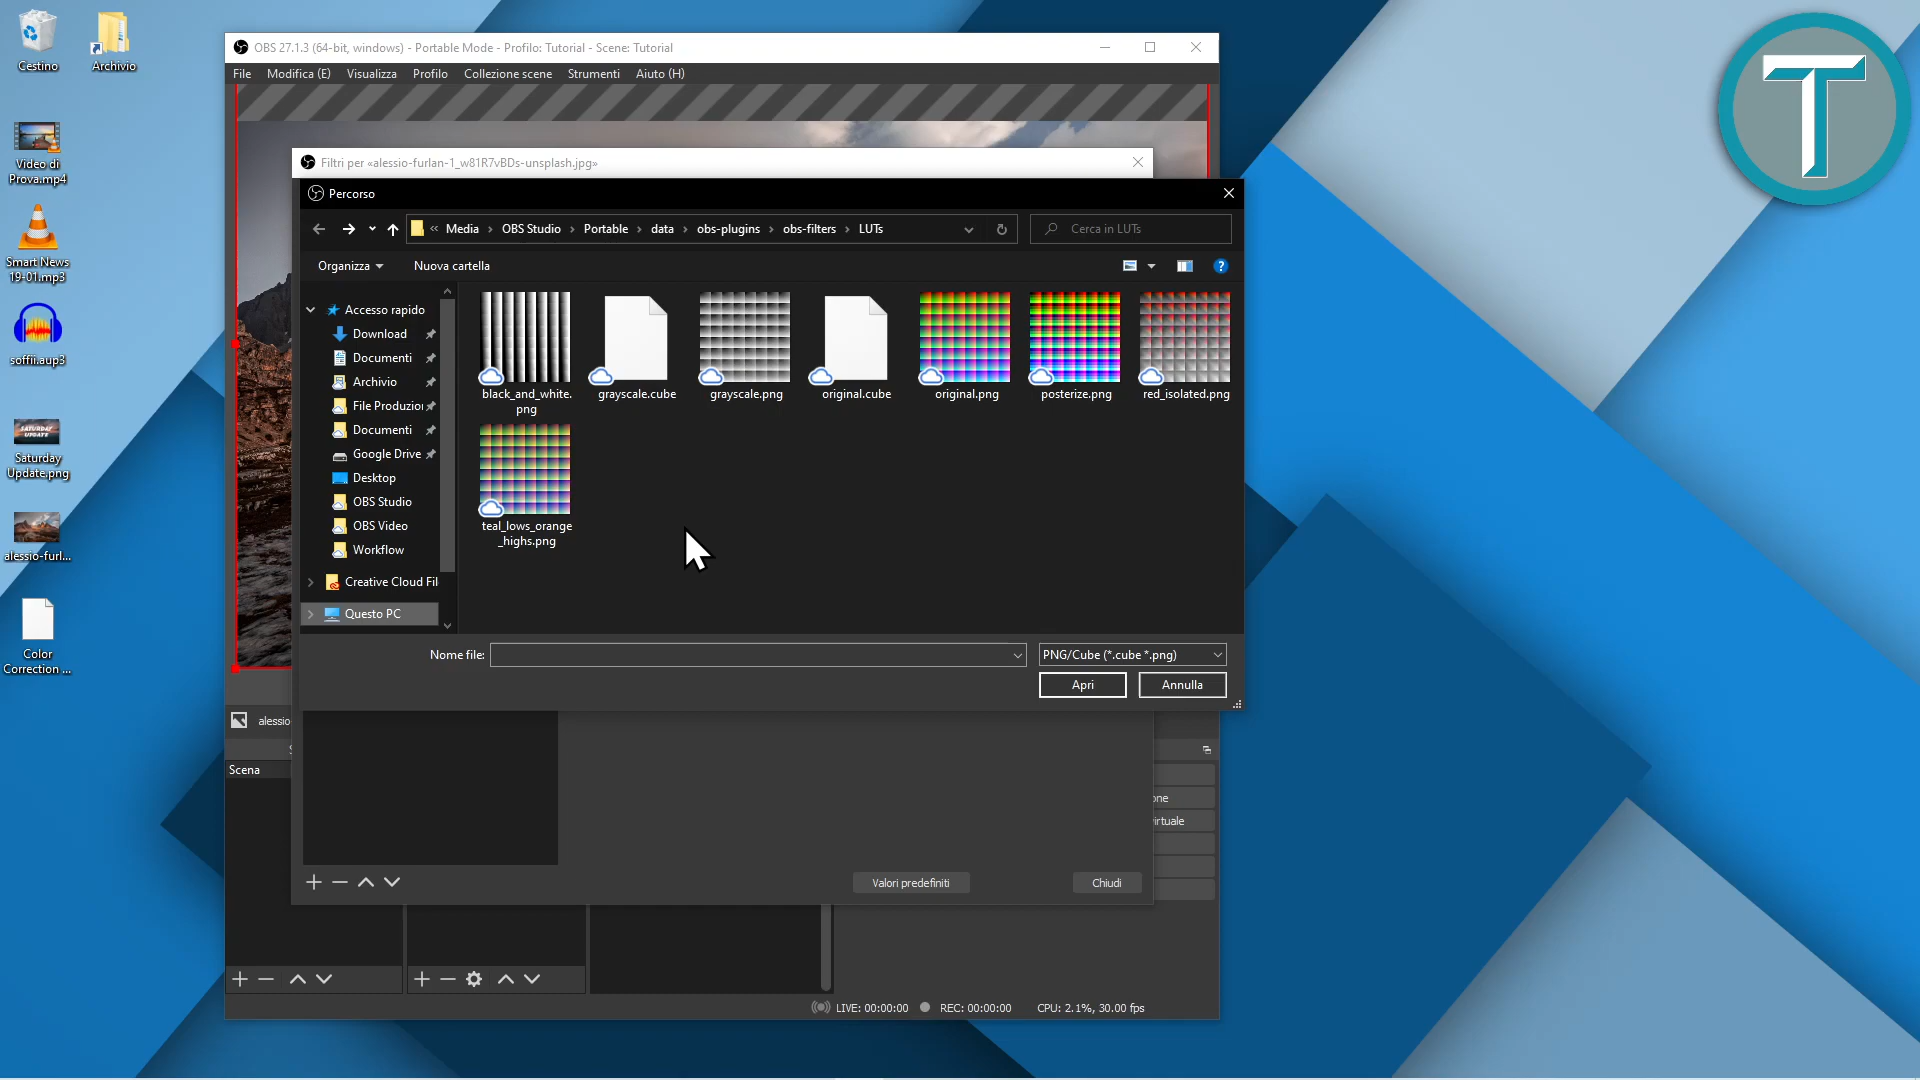 Cestino
Archivio
Video di
Prova.mp4
Smart News
19-01.mp3
soffii.aup3
SATURDAY
UPDATE
Saturday
Update.png
alessio-furl...
Color
Correction ...
T
OBS 27.1.3 (64-bit, windows) - Portable Mode - Profilo: Tutorial - Scene: Tutorial
File Modifica (E) Visualizza Profilo Collezione scene Strumenti Aiuto (H)
Filtri per «alessio-furlan-1_w81R7vBDs-unsplash.jpg»
Percorso
« Media › OBS Studio › Portable › data › obs-plugins › obs-filters › LUTs
Cerca in LUTs
Organizza Nuova cartella
?
Accesso rapido
Download
Documenti
Archivio
File Produzio
Documenti
Google Drive
Desktop
OBS Studio
OBS Video
Workflow
Creative Cloud Fil
Questo PC
black_and_white.
png
grayscale.cube
grayscale.png
original.cube
original.png
posterize.png
red_isolated.png
teal_lows_orange
_highs.png
Nome file:
PNG/Cube (*.cube *.png)
Apri Annulla
alessio
S
Scena
one
irtuale
Valori predefiniti
Chiudi
LIVE: 00:00:00 REC: 00:00:00 CPU: 2.1%, 30.00 fps